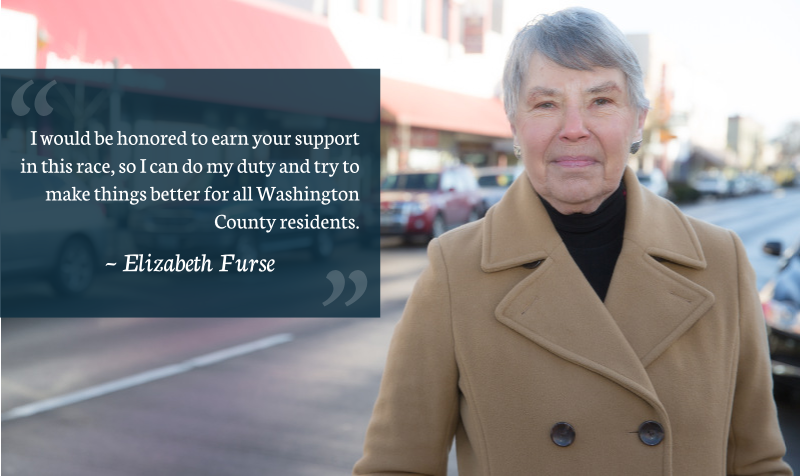 “
I would be honored to earn your support
in this race, so I can do my duty and try to
make things better for all Washington
County residents.
~ Elizabeth Furse
”